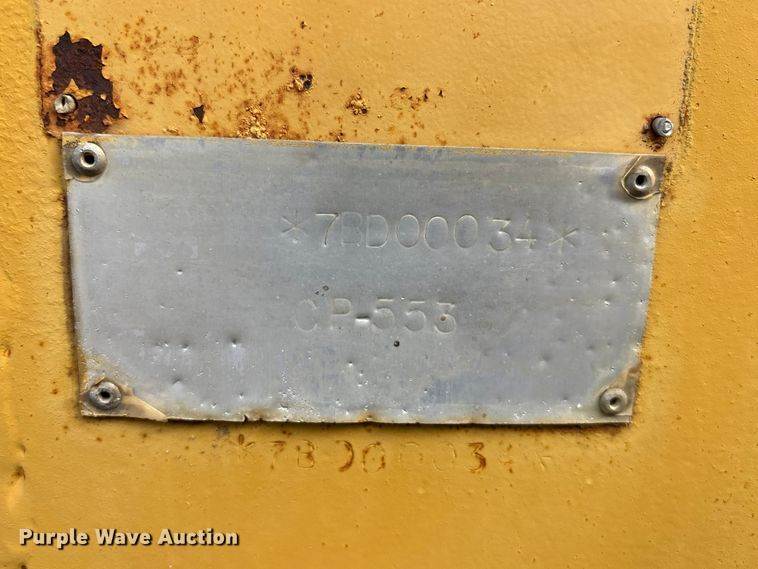 *7BD00034*
CP-553
*7BD00034*
Purple Wave Auction